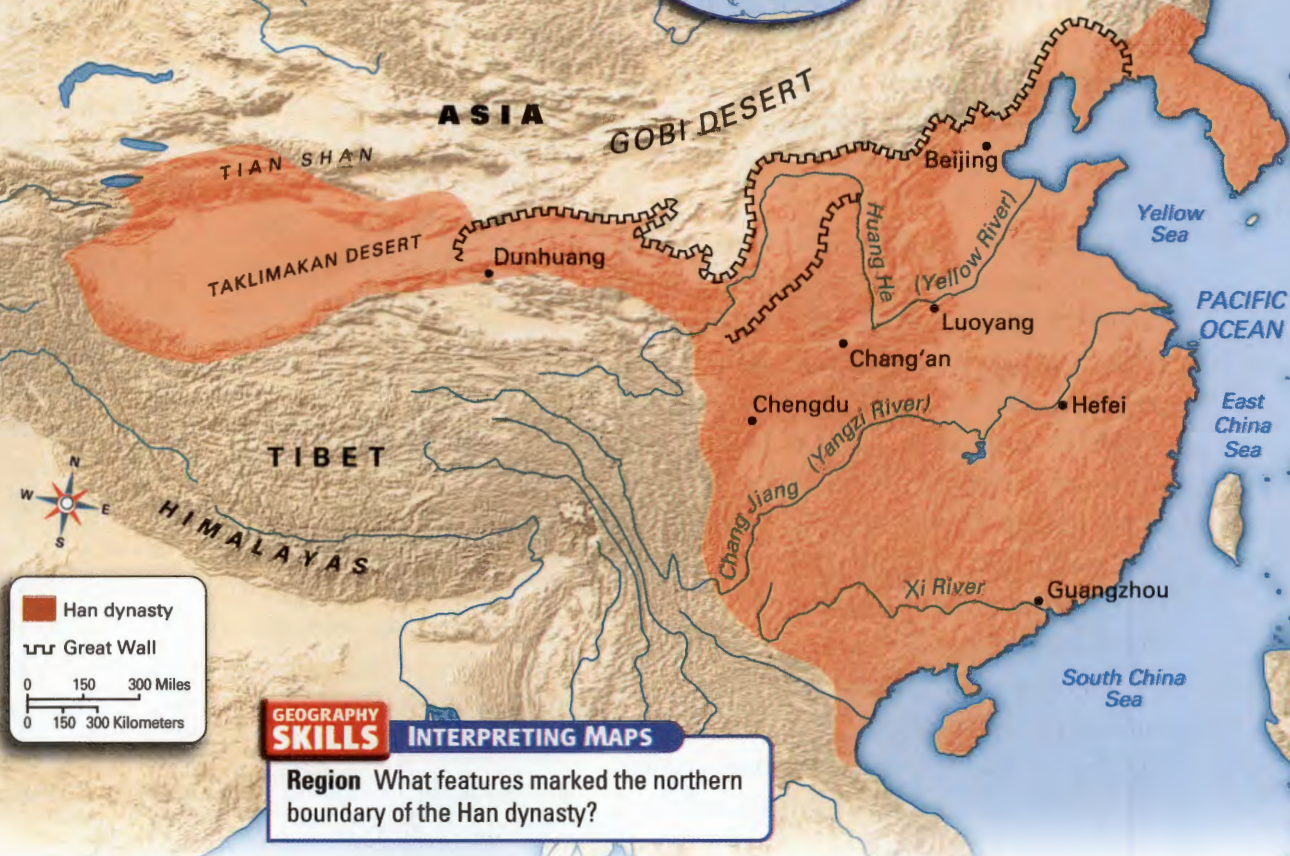 ASIA
GOBI DESERT
TIAN SHAN
Beijing
TAKLIMAKAN DESERT
Dunhuang
Huang He
(Yellow River)
Yellow
Sea
PACIFIC
OCEAN
Luoyang
Chang'an
Chengdu
Hefei
East
China
Sea
Chang Jiang
(Yangzi River)
TIBET
HIMALAYAS
N
W
E
S
Xi River
Guangzhou
South China
Sea
Han dynasty
Great Wall
0 150 300 Miles
0 150 300 Kilometers
GEOGRAPHY
SKILLS
INTERPRETING MAPS
Region What features marked the northern
boundary of the Han dynasty?